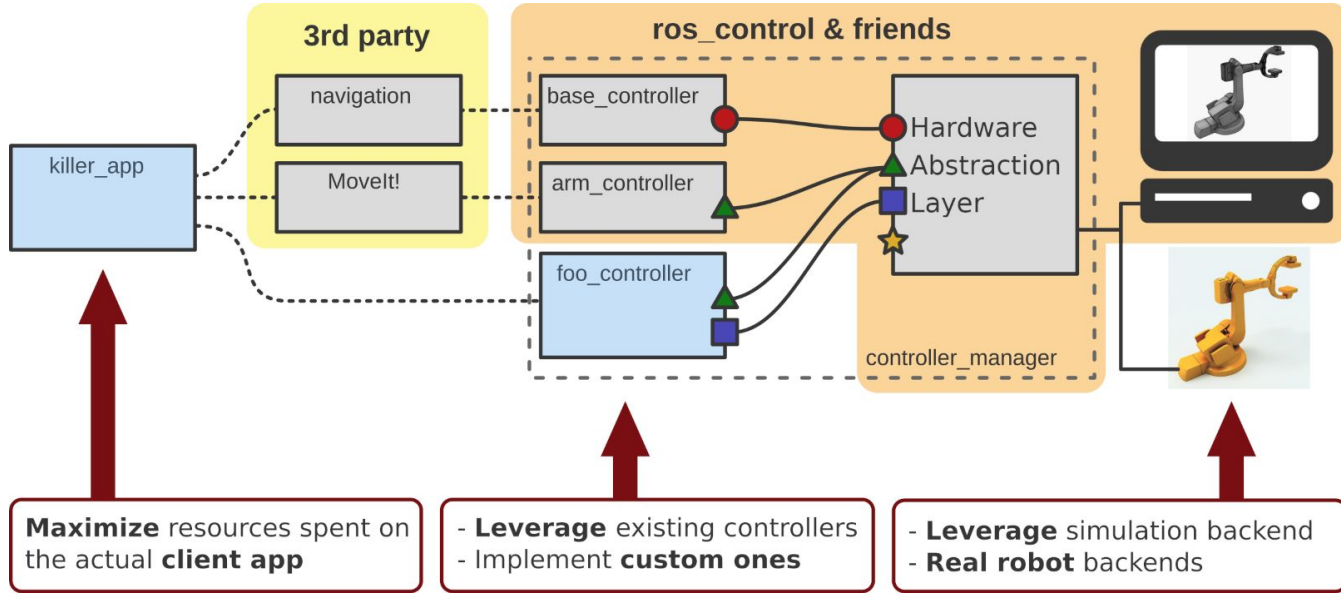 3rd party
ros_control & friends
navigation
base_controller
Hardware
killer_app
MoveIt!
arm_controller
Abstraction
Layer
foo_controller
controller_manager
Maximize resources spent on
the actual client app
- Leverage existing controllers
- Implement custom ones
- Leverage simulation backend
- Real robot backends